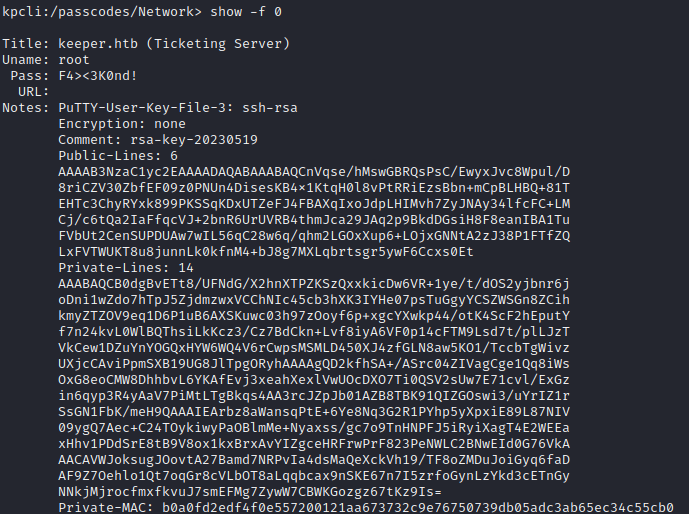 kpcli:/passcodes/Network> show -f 0
Title: keeper.htb (Ticketing Server)
Uname: root
Pass: F4><3K0nd!
URL:
Notes: PuTTY-User-Key-File-3: ssh-rsa
Encryption: none
Comment: rsa-key-20230519
Public-Lines: 6
AAAAB3NzaC1yc2EAAAADAQABAAABAQCnVqse/hMswGBRQsPsC/EwyxJvc8Wpul/D
8riCZV30ZbfEF09z0PNUn4DisesKB4×1KtqH0l8vPtRRiEzsBbn+mCpBLHBQ+81T
EHTc3ChyRYxk899PKSSqKDxUTZeFJ4FBAXqIxoJdpLHIMvh7ZyJNAy34lfcFC+LM
Cj/c6tQa2IaFfqcVJ+2bnR6UrUVRB4thmJca29JAq2p9BkdDGsiH8F8eanIBA1Tu
FVbUt2CenSUPDUAw7wIL56qC28w6q/qhm2LGOxXup6+LOjxGNNtA2zJ38P1FTfZQ
LxFVTWUKT8u8junnLk0kfnM4+bJ8g7MXLqbrtsgr5ywF6Ccxs0Et
Private-Lines: 14
AAABAQCB0dgBvETt8/UFNdG/X2hnXTPZKSzQxxkicDw6VR+1ye/t/dOS2yjbnr6j
oDni1wZdo7hTpJ5ZjdmzwxVCChNIc45cb3hXK3IYHe07psTuGgyYCSZWSGn8ZCih
kmyZTZOV9eq1D6P1uB6AXSKuwc03h97zOoyf6p+xgcYXwkp44/otK4ScF2hEputY
f7n24kvL0WlBQThsiLkKcz3/Cz7BdCkn+Lvf8iyA6VF0p14cFTM9Lsd7t/plLJzT
VkCew1DZuYnYOGQxHYW6WQ4V6rCwpsMSMLD450XJ4zfGLN8aw5KO1/TccbTgWivz
UXjcCAviPpmSXB19UG8JlTpgORyhAAAAgQD2kfhSA+/ASrc04ZIVagCge1Qq8iWs
OxG8eoCMW8DhhbvL6YKAfEvj3xeahXexlVwUOcDXO7Ti0QSV2sUw7E71cvl/ExGz
in6qyp3R4yAaV7PiMtLTgBkqs4AA3rcJZpJb01AZB8TBK91QIZGOswi3/uYrIZ1r
SsGN1FbK/meH9QAAAIEArbz8aWansqPtE+6Ye8Nq3G2R1PYhp5yXpxiE89L87NIV
09ygQ7Aec+C24TOykiwyPaOBlmMe+Nyaxss/gc7o9TnHNPFJ5iRyiXagT4E2WEEa
xHhv1PDdSrE8tB9V8ox1kxBrxAvYIZgceHRFrwPrF823PeNWLC2BNwEId0G76VkA
AACAVWJoksugJOovtA27Bamd7NRPvIa4dsMaQeXckVh19/TF8oZMDuJoiGyq6faD
AF9Z7Oehlo1Qt7oqGr8cVLbOT8aLqqbcax9nSKE67n7I5zrfoGynLzYkd3cETnGy
NNkjMjrocfmxfkvuJ7smEFMg7ZywW7CBWKGozgz67tKz9Is=
Private-MAC: b0a0fd2edf4f0e557200121aa673732c9e76750739db05adc3ab65ec34c55cb0